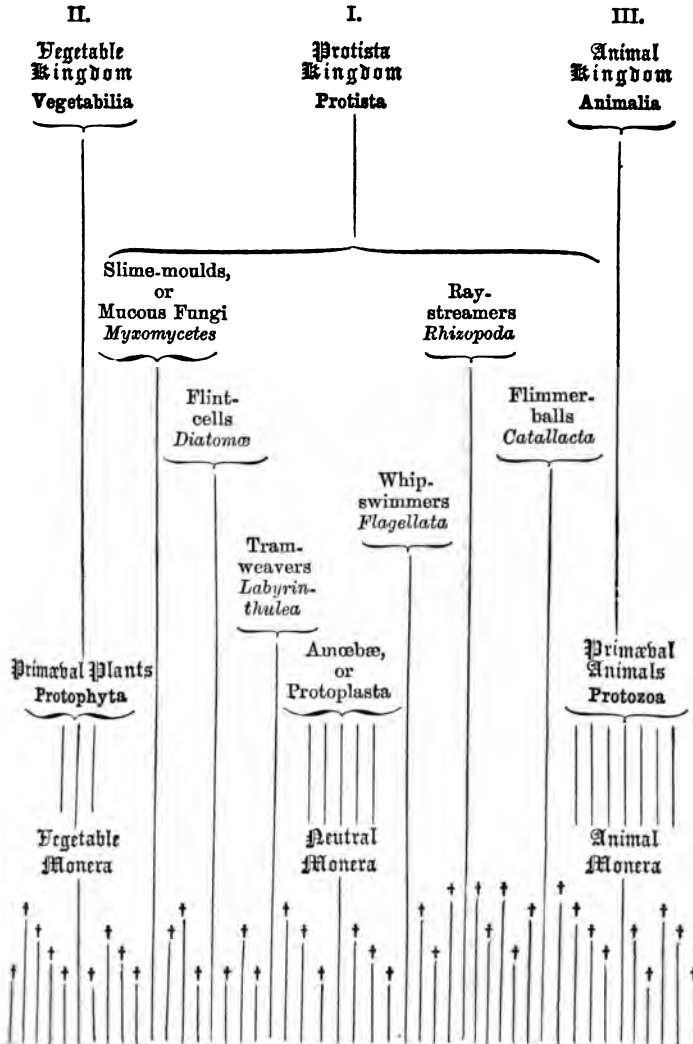 II.
Vegetable
Kingdom
Vegetabilia
I.
Protista
Kingdom
Protista
III.
Animal
Kingdom
Animalia
Slime-moulds,
or
Mucous Fungi
Myxomycetes
Ray-
streamers
Rhizopoda
Flint-
cells
Diatomæ
Flimmer-
balls
Catallacta
Whip-
swimmers
Flagellata
Tram-
weavers
Labyrin-
thulea
Primæval Plants
Protophyta
Amœbæ,
or
Protoplasta
Primæval
Animals
Protozoa
Vegetable
Monera
Neutral
Monera
Animal
Monera